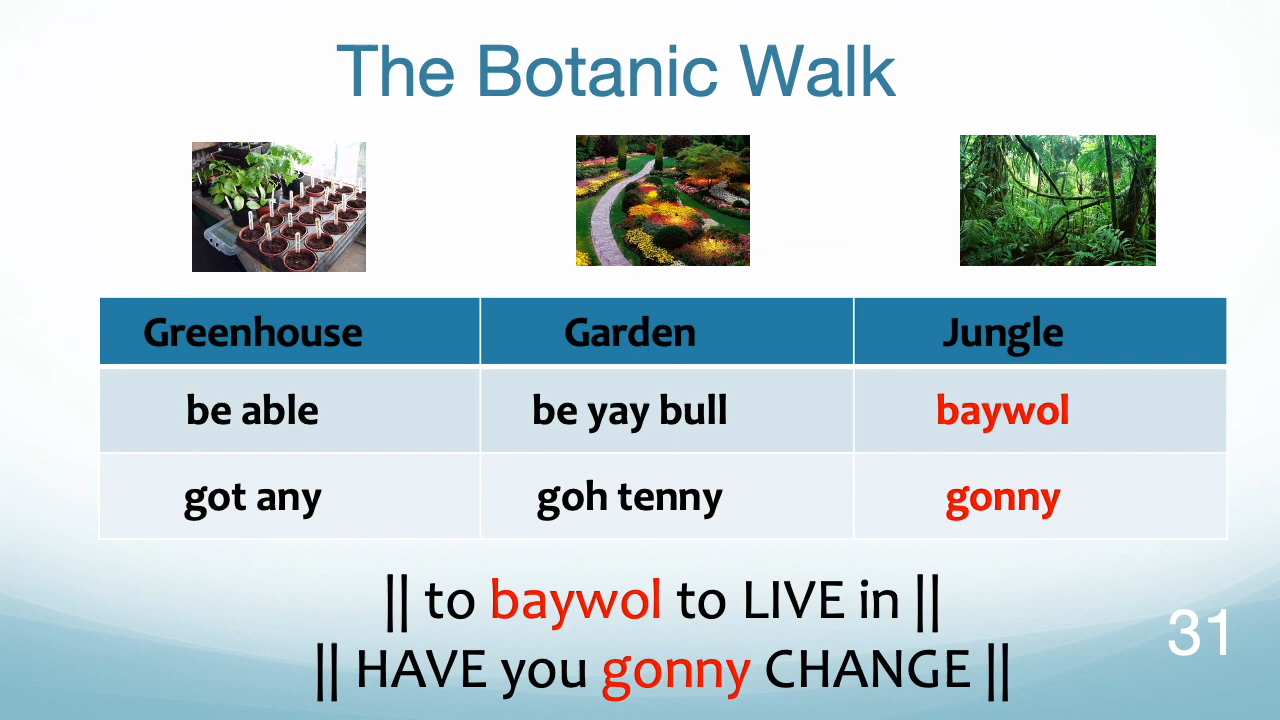 The Botanic Walk
Greenhouse Garden Jungle
be able be yay bull baywol
got any goh tenny gonny
|| to baywol to LIVE in ||
|| HAVE you gonny CHANGE ||
31